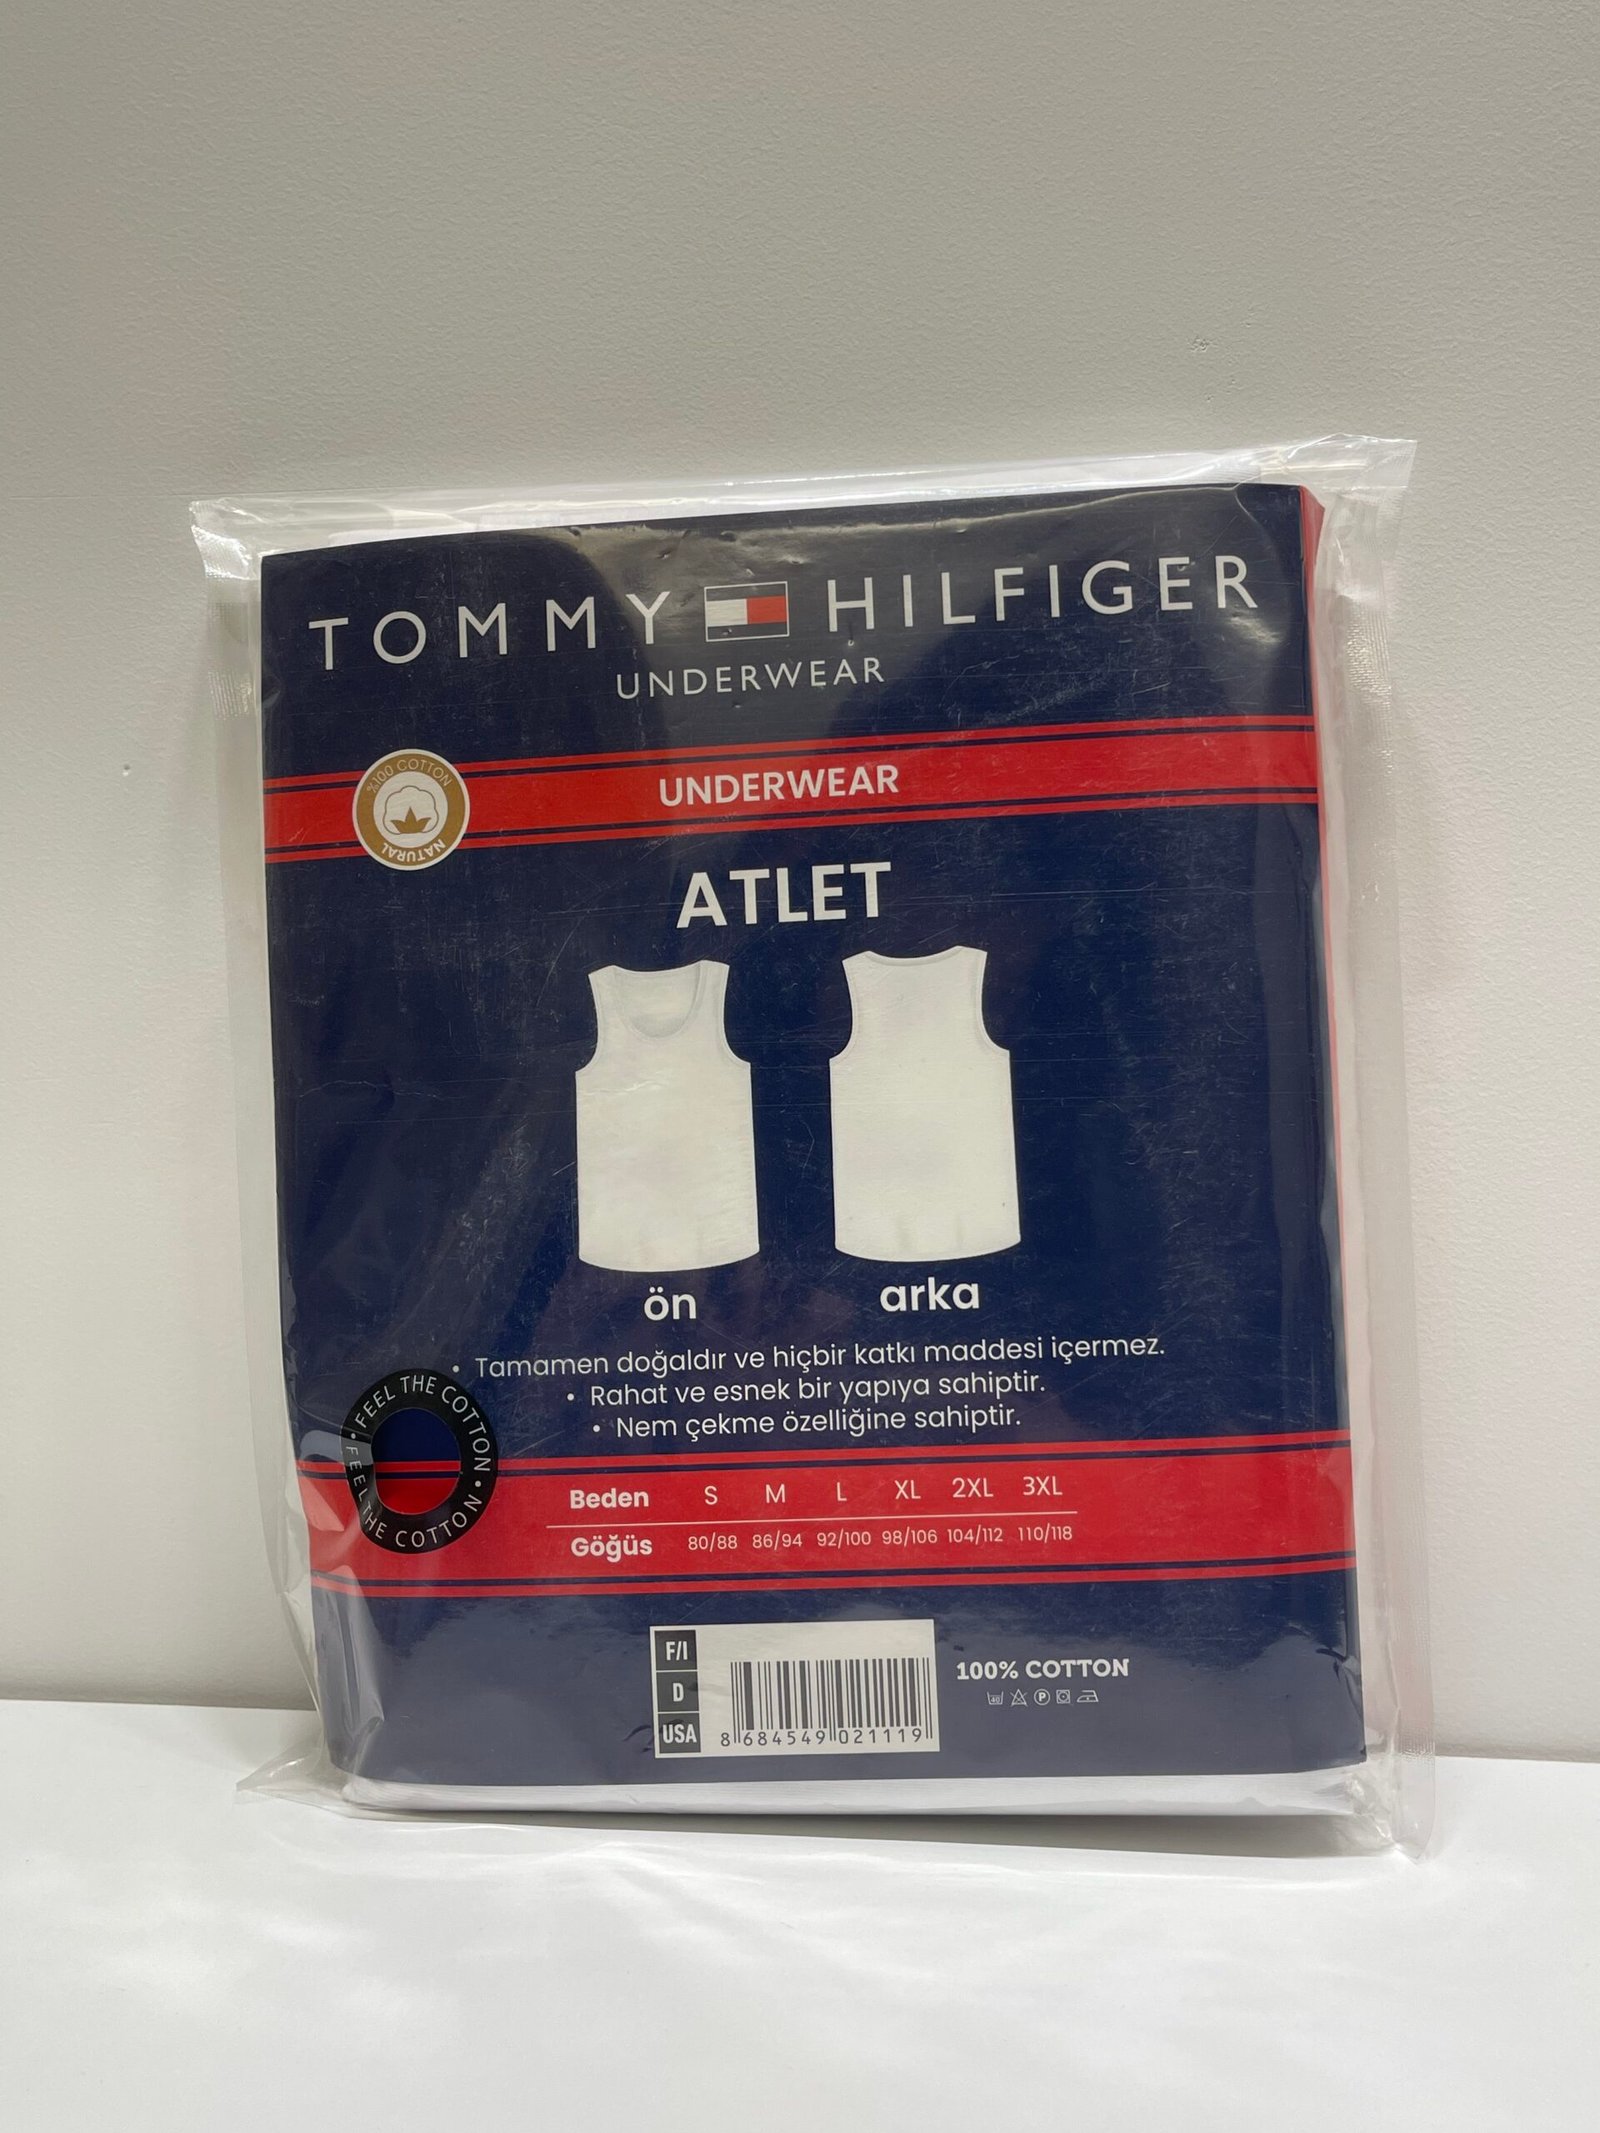 TOMMY HILFIGER
UNDERWEAR
%100 COTTON
NATURAL
UNDERWEAR
ATLET
ön arka
• Tamamen doğaldır ve hiçbir katkı maddesi içermez.
• Rahat ve esnek bir yapıya sahiptir.
• Nem çekme özelliğine sahiptir.
FEEL THE COTTON • FEEL THE COTTON •
Beden S M L XL 2XL 3XL
Göğüs 80/88 86/94 92/100 98/106 104/112 110/118
F/I
D
USA
8 684549 021119
100% COTTON
40 P